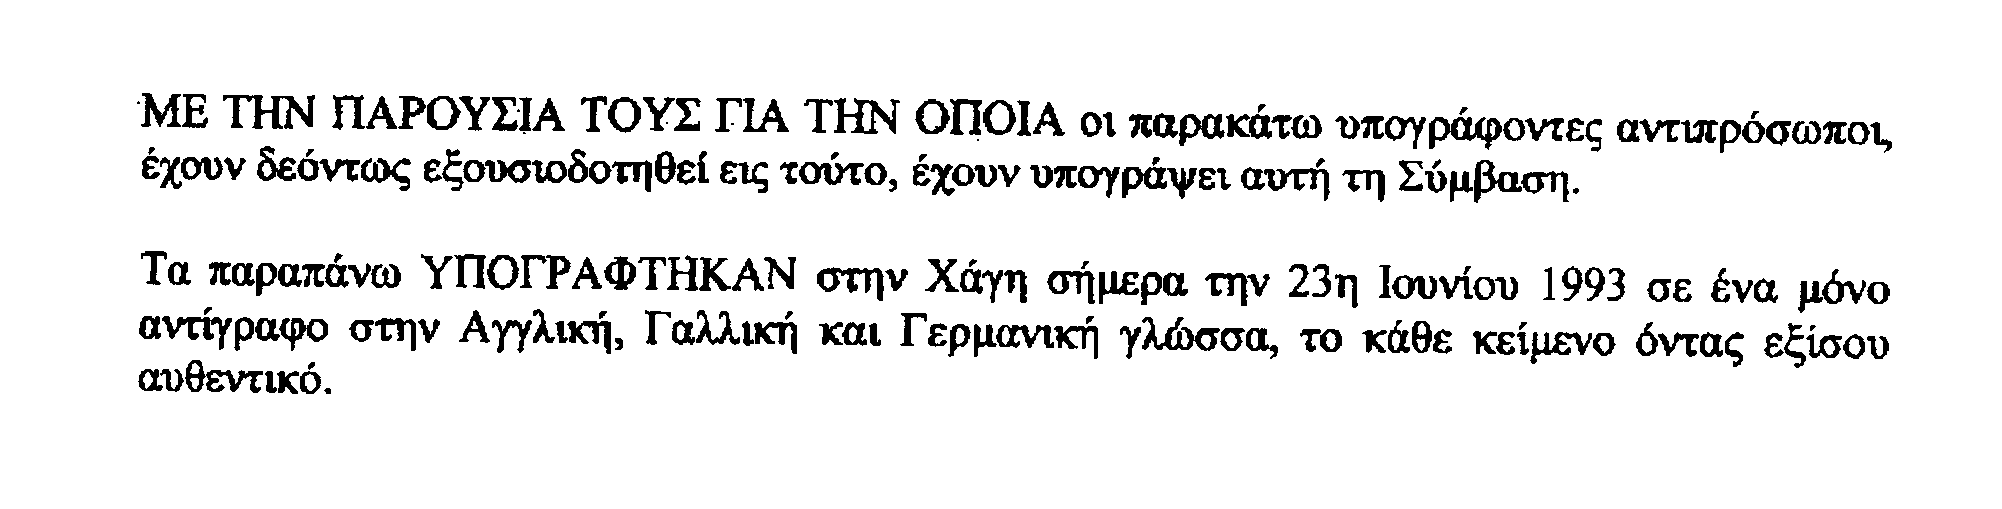 ΜΕ ΤΗΝ ΠΑΡΟΥΣΙΑ ΤΟΥΣ ΓΙΑ ΤΗΝ ΟΠΟΙΑ οι παρακάτω υπογράφοντες αντιπρόσωποι,
έχουν δεόντως εξουσιοδοτηθεί εις τούτο, έχουν υπογράψει αυτή τη Σύμβαση.
Τα παραπάνω ΥΠΟΓΡΑΦΤΗΚΑΝ στην Χάγη σήμερα την 23η Ιουνίου 1993 σε ένα μόνο
αντίγραφο στην Αγγλική, Γαλλική και Γερμανική γλώσσα, το κάθε κείμενο όντας εξίσου
αυθεντικό.